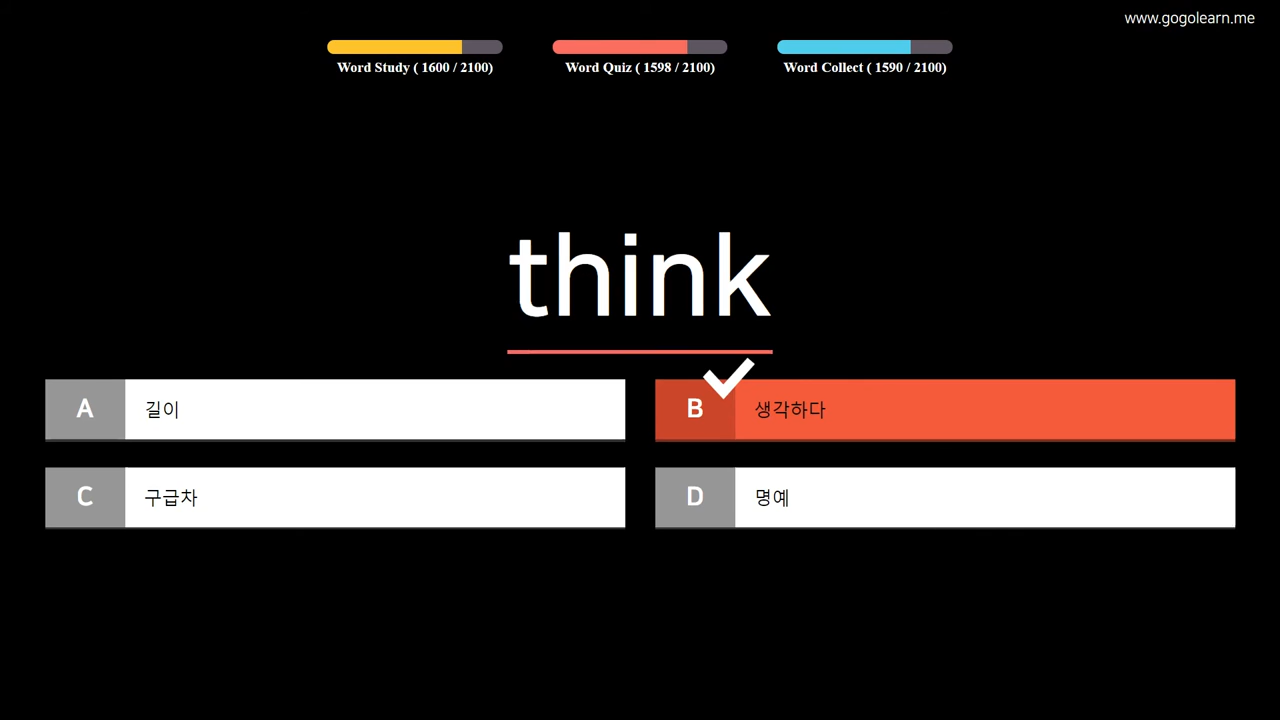 www.gogolearn.me
Word Study ( 1600 / 2100)
Word Quiz ( 1598 / 2100)
Word Collect ( 1590 / 2100)
think
A 길이
B 생각하다
C 구급차
D 명예